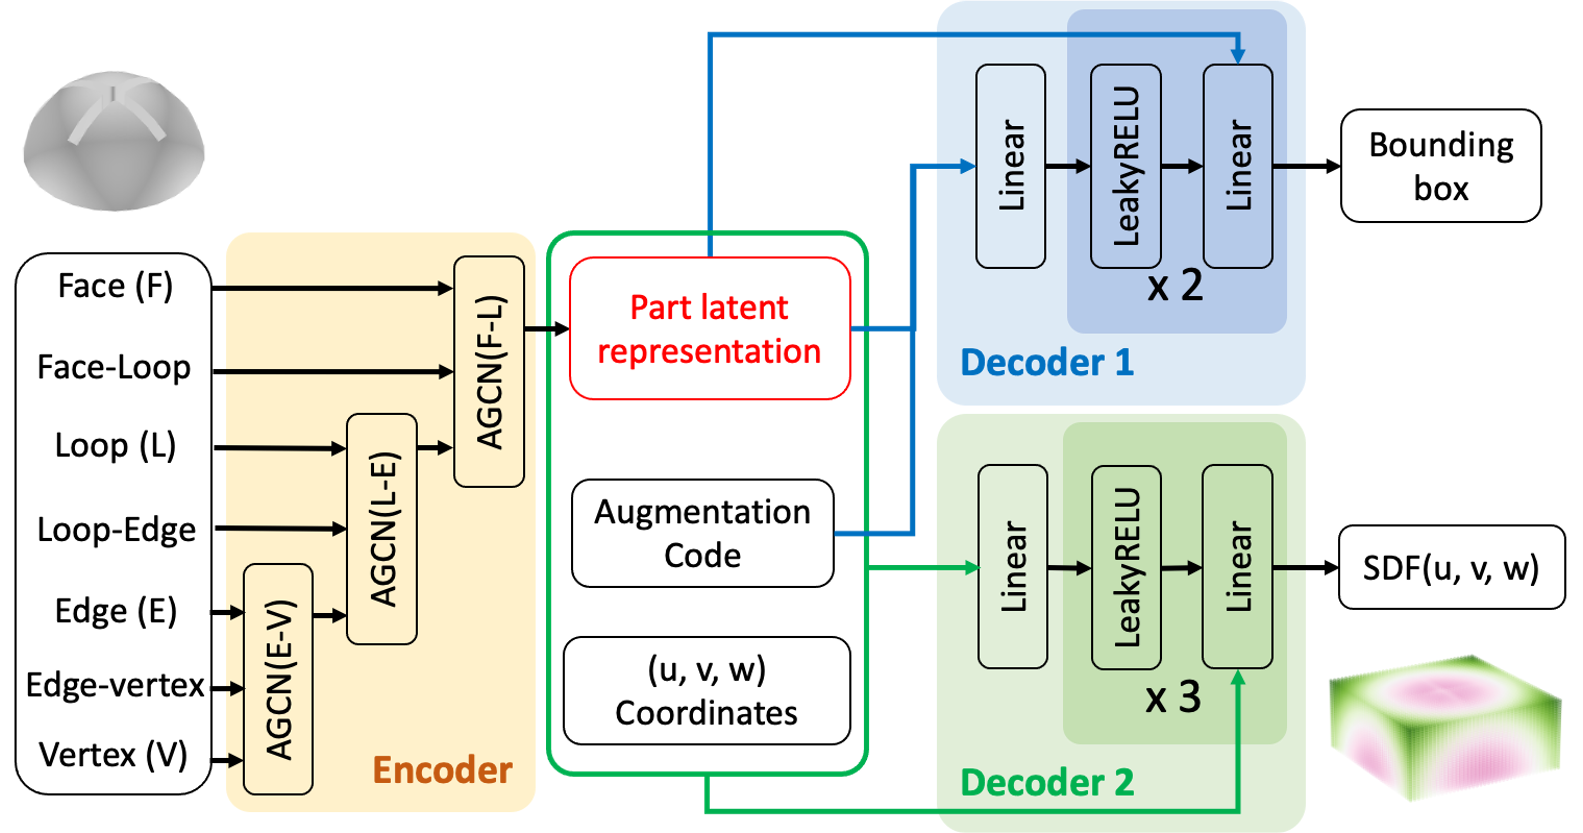 Face (F)
Face-Loop
Loop (L)
Loop-Edge
Edge (E)
Edge-vertex
Vertex (V)
AGCN(E-V)
AGCN(L-E)
AGCN(F-L)
Encoder
Part latent
representation
Augmentation
Code
(u, v, w)
Coordinates
Linear
LeakyRELU
Linear
x 2
Decoder 1
Bounding
box
Linear
LeakyRELU
Linear
x 3
Decoder 2
SDF(u, v, w)